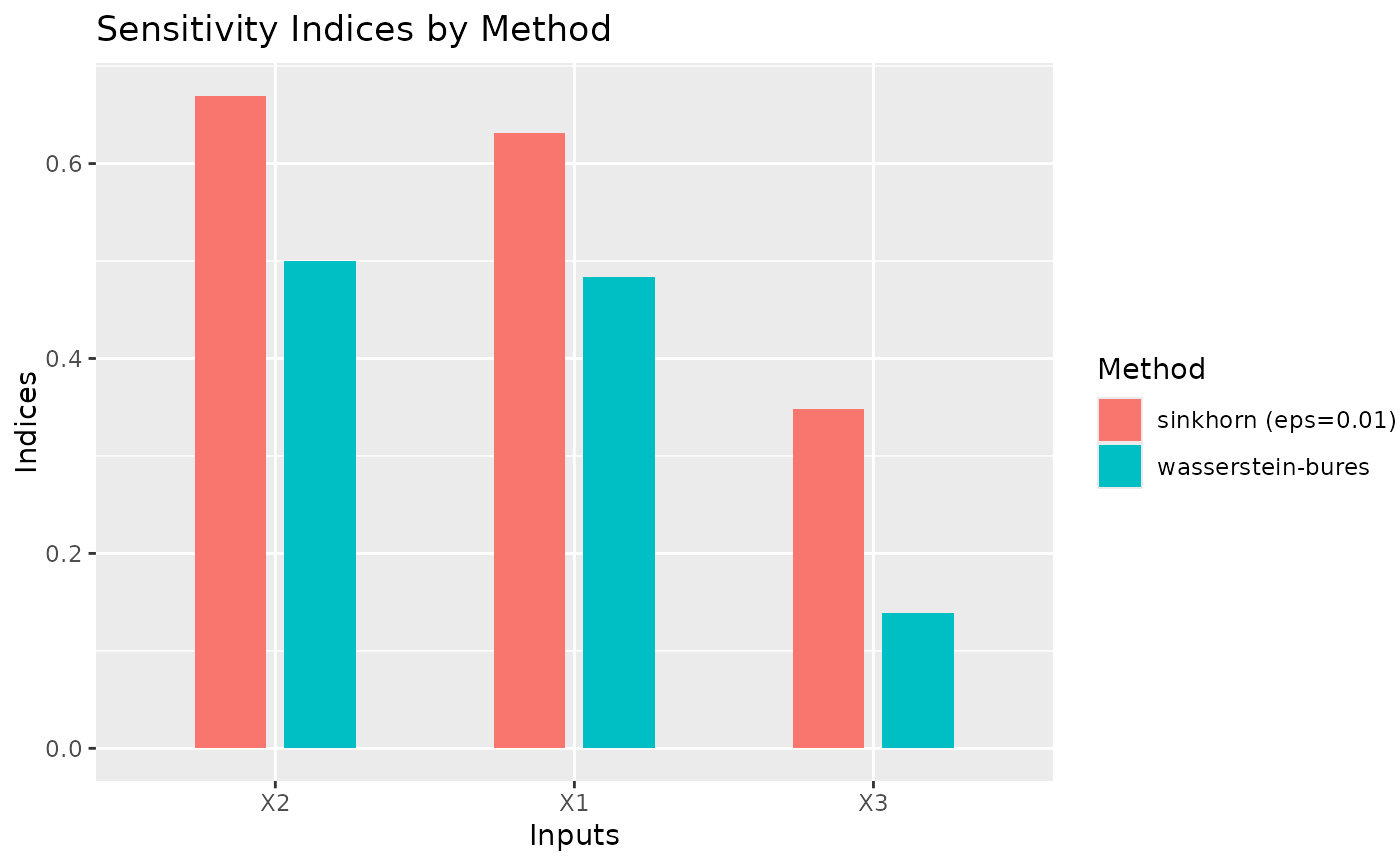 Sensitivity Indices by Method
Indices
0.6
0.4
0.2
0.0
X2 X1 X3
Inputs
Method
sinkhorn (eps=0.01)
wasserstein-bures